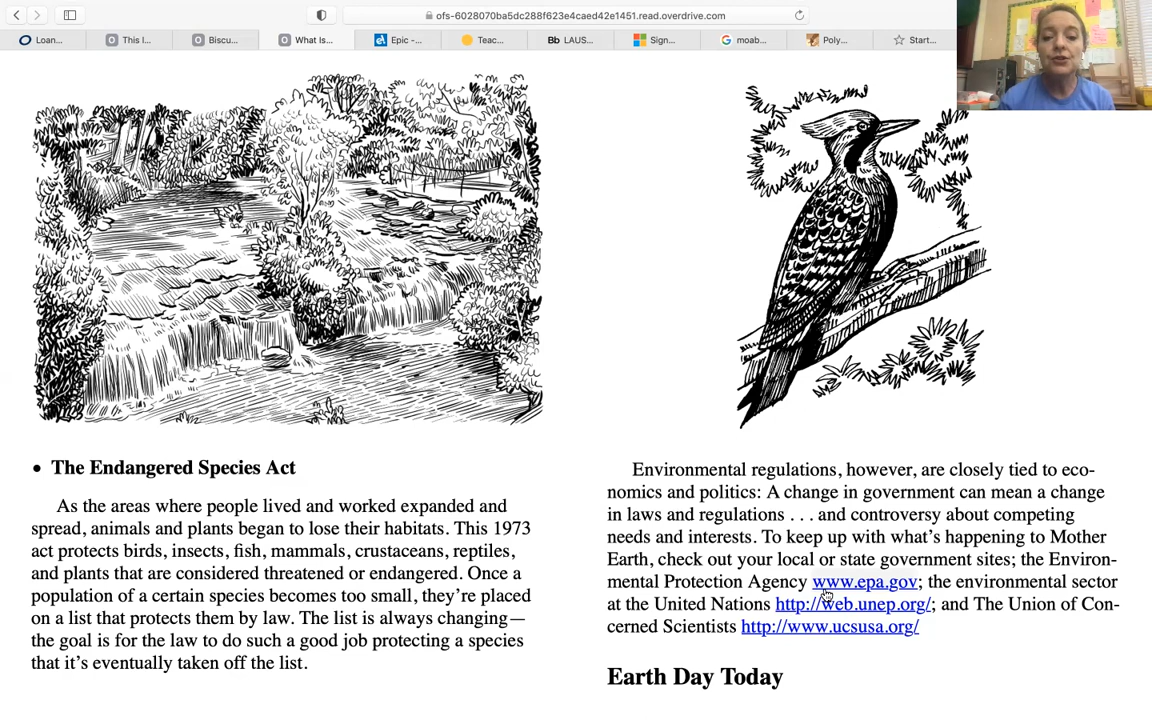 ofs-6028070ba5dc288f623e4caed42e1451.read.overdrive.com
Loan...
This I...
Biscu...
What Is...
Epic -...
Teac...
Bb LAUS...
Sign...
G moab...
Poly...
Start...
• The Endangered Species Act
As the areas where people lived and worked expanded and
spread, animals and plants began to lose their habitats. This 1973
act protects birds, insects, fish, mammals, crustaceans, reptiles,
and plants that are considered threatened or endangered. Once a
population of a certain species becomes too small, they're placed
on a list that protects them by law. The list is always changing—
the goal is for the law to do such a good job protecting a species
that it's eventually taken off the list.
Environmental regulations, however, are closely tied to eco-
nomics and politics: A change in government can mean a change
in laws and regulations . . . and controversy about competing
needs and interests. To keep up with what's happening to Mother
Earth, check out your local or state government sites; the Environ-
mental Protection Agency www.epa.gov; the environmental sector
at the United Nations http://web.unep.org/; and The Union of Con-
cerned Scientists http://www.ucsusa.org/
Earth Day Today